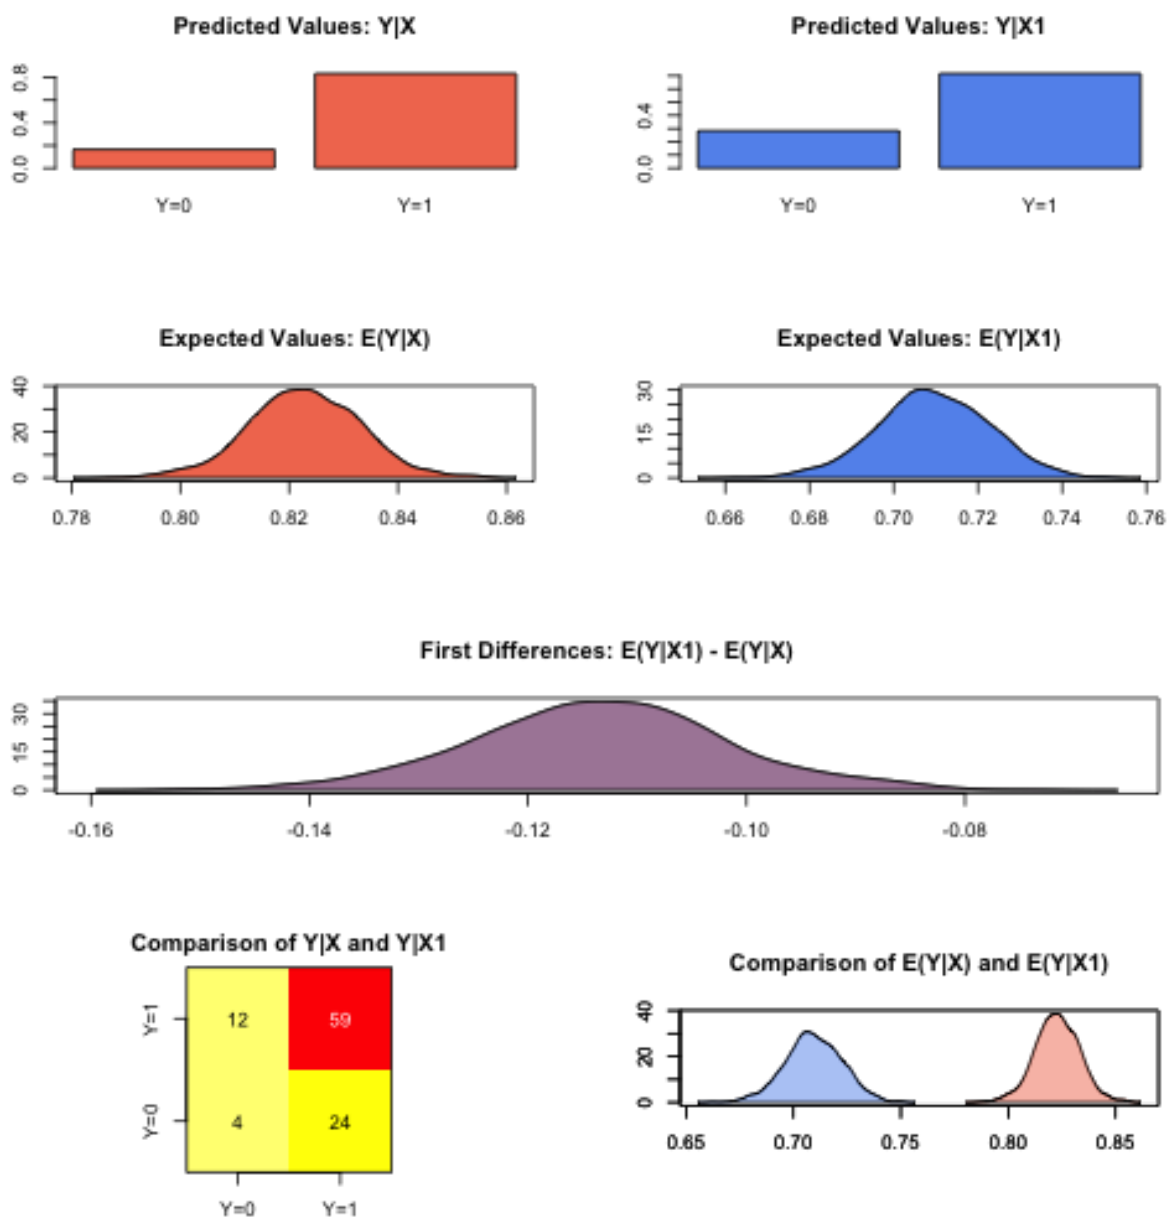 Predicted Values: Y|X
0.0 0.4 0.8
Y=0 Y=1
Predicted Values: Y|X1
0.0 0.4
Y=0 Y=1
Expected Values: E(Y|X)
0 20 40
0.78 0.80 0.82 0.84 0.86
Expected Values: E(Y|X1)
0 15 30
0.66 0.68 0.70 0.72 0.74 0.76
First Differences: E(Y|X1) - E(Y|X)
0 15 30
-0.16 -0.14 -0.12 -0.10 -0.08
Comparison of Y|X and Y|X1
Y=1 12 59
Y=0 4 24
Y=0 Y=1
Comparison of E(Y|X) and E(Y|X1)
0 20 40
0.65 0.70 0.75 0.80 0.85